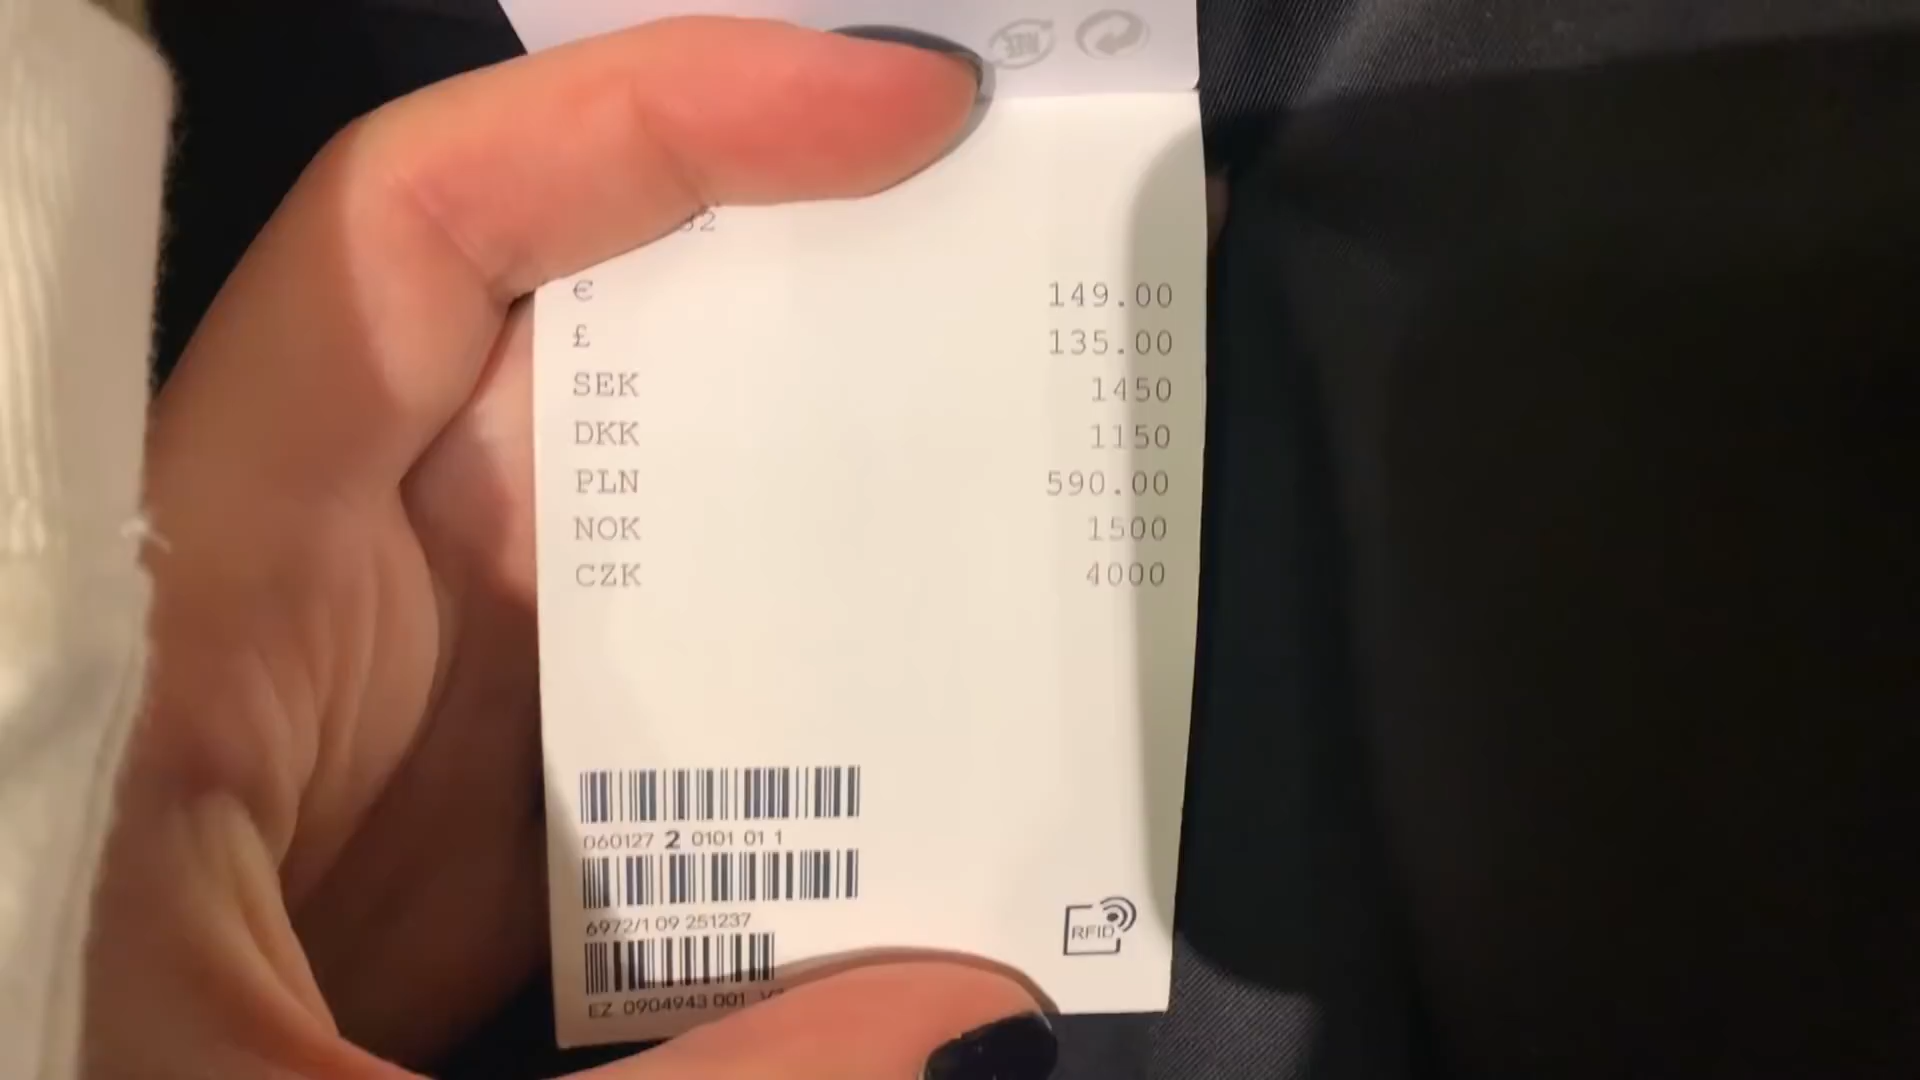 32
€ 149.00
£ 135.00
SEK 1450
DKK 1150
PLN 590.00
NOK 1500
CZK 4000
060127 2 0101 01 1
6972/1 09 251237
EZ 0904943 001
RFID